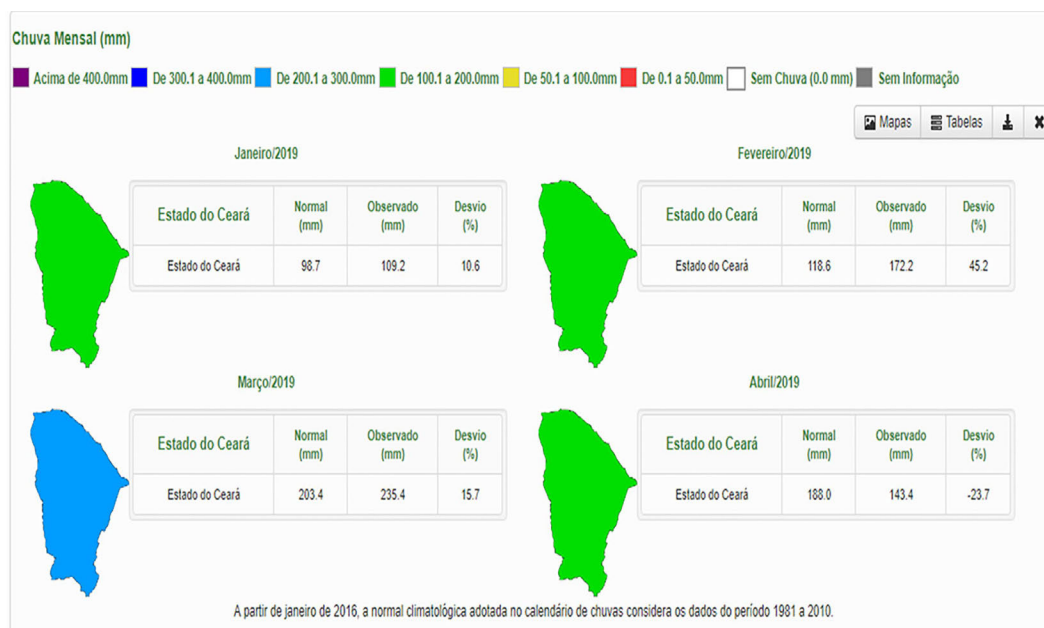 Chuva Mensal (mm)
Acima de 400.0mm De 300.1 a 400.0mm De 200.1 a 300.0mm De 100.1 a 200.0mm De 50.1 a 100.0mm De 0.1 a 50.0mm Sem Chuva (0.0 mm) Sem Informação
Mapas Tabelas
Janeiro/2019
Estado do Ceará Normal (mm) Observado (mm) Desvio (%)
Estado do Ceará 98.7 109.2 10.6
Fevereiro/2019
Estado do Ceará Normal (mm) Observado (mm) Desvio (%)
Estado do Ceará 118.6 172.2 45.2
Março/2019
Estado do Ceará Normal (mm) Observado (mm) Desvio (%)
Estado do Ceará 203.4 235.4 15.7
Abril/2019
Estado do Ceará Normal (mm) Observado (mm) Desvio (%)
Estado do Ceará 188.0 143.4 -23.7
A partir de janeiro de 2016, a normal climatológica adotada no calendário de chuvas considera os dados do período 1981 a 2010.